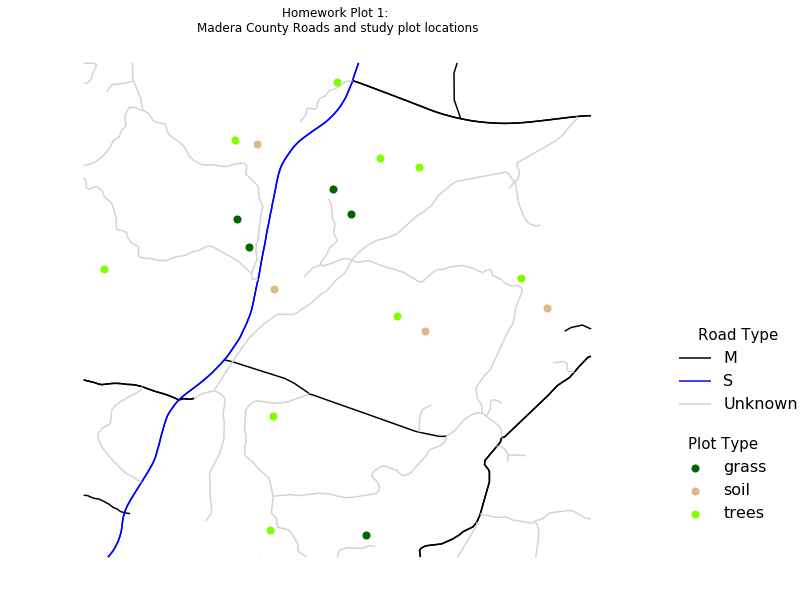 Homework Plot 1:
Madera County Roads and study plot locations
Road Type
M
S
Unknown
Plot Type
grass
soil
trees